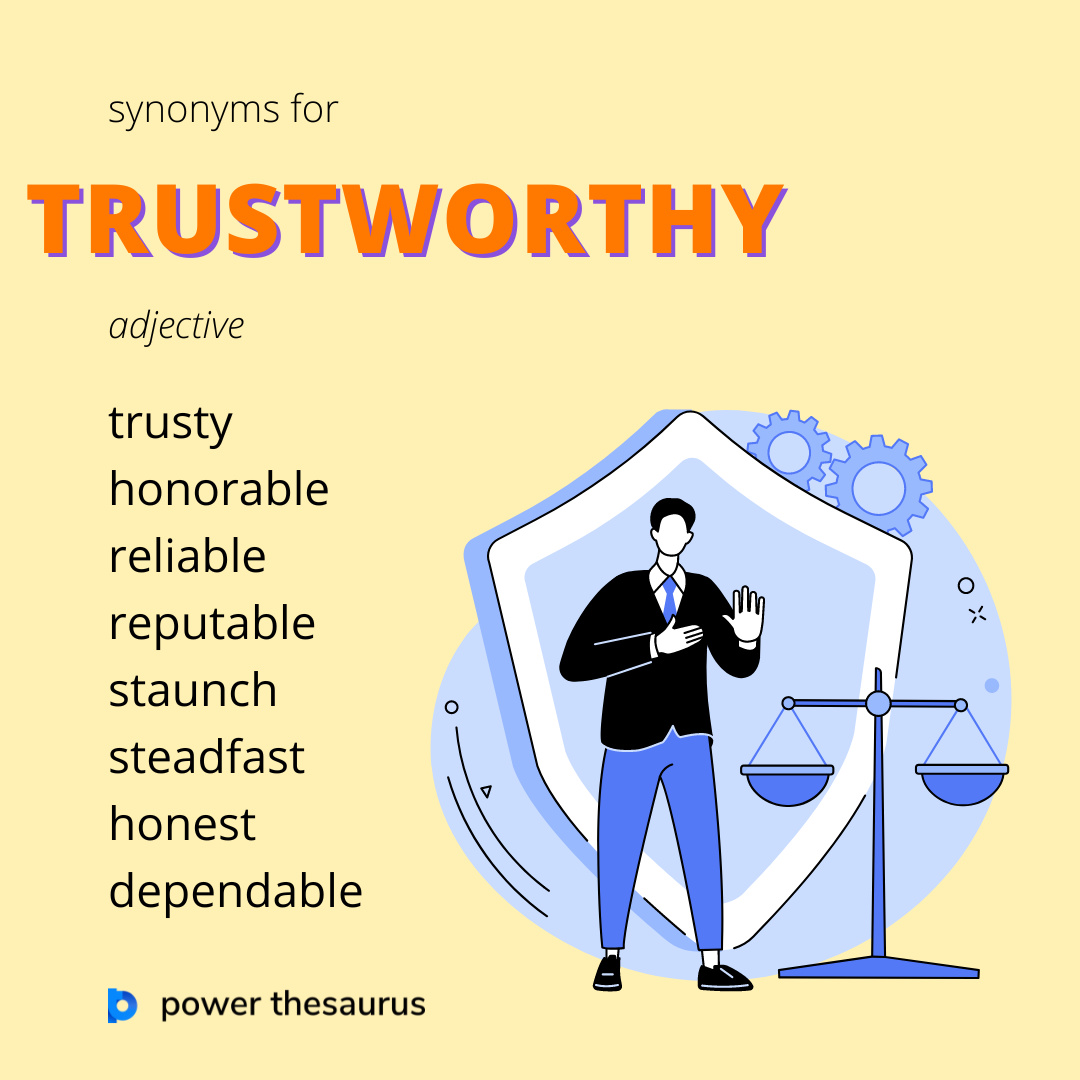 synonyms for
TRUSTWORTHY
adjective
trusty
honorable
reliable
reputable
staunch
steadfast
honest
dependable
power thesaurus